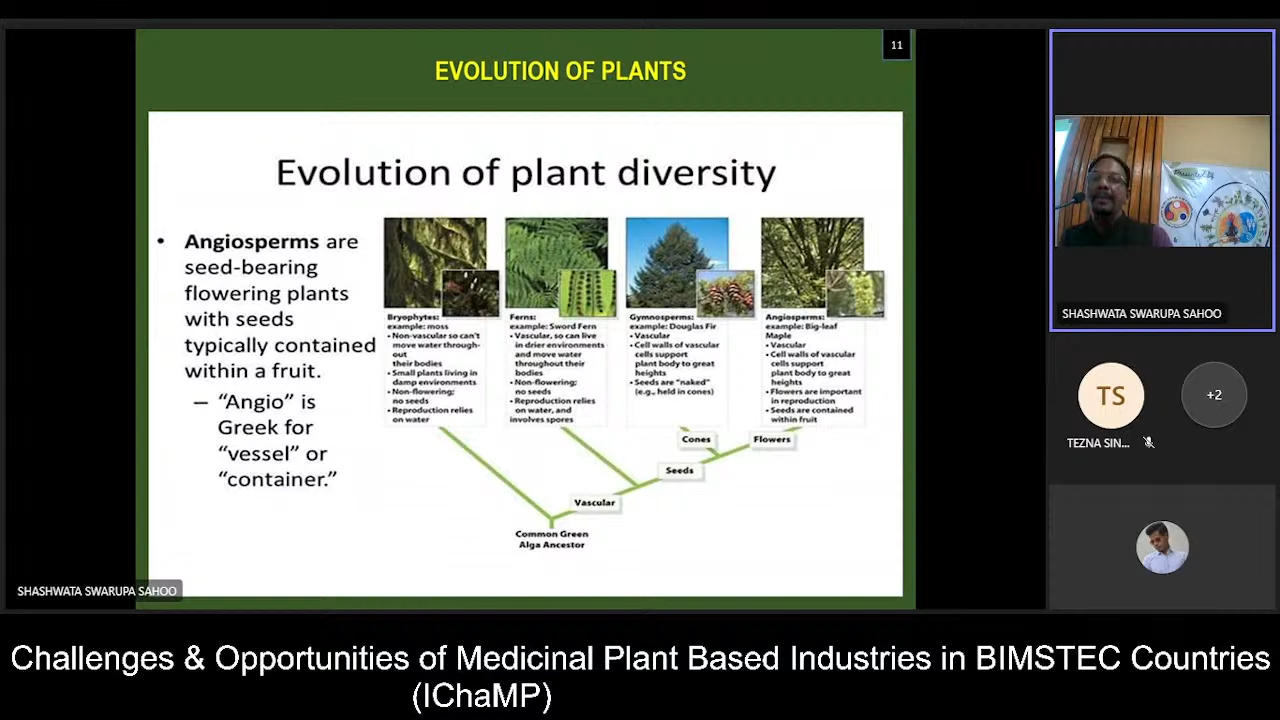 11
EVOLUTION OF PLANTS
Evolution of plant diversity
• Angiosperms are
seed-bearing
flowering plants
with seeds
typically contained
within a fruit.
– "Angio" is
Greek for
"vessel" or
"container."
Bryophytes:
example: moss
• Non-vascular so can't
move water through-
out
their bodies
• Small plants living in
damp environments
• Non-flowering;
no seeds
• Reproduction relies
on water
Ferns:
example: Sword Fern
• Vascular, so can live
in drier environments
and move water
throughout their
bodies
• Non-flowering;
no seeds
• Reproduction relies
on water, and
involves spores
Gymnosperms:
example: Douglas Fir
• Vascular
• Cell walls of vascular
cells support
plant body to great
heights
• Seeds are "naked"
(e.g., held in cones)
Angiosperms:
example: Big-leaf
Maple
• Vascular
• Cell walls of vascular
cells support
plant body to great
heights
• Flowers are important
in reproduction
• Seeds are contained
within fruit
Cones
Flowers
Seeds
Vascular
Common Green
Alga Ancestor
SHASHWATA SWARUPA SAHOO
Presented by
SHASHWATA SWARUPA SAHOO
TS
+2
TEZNA SIN...
Challenges & Opportunities of Medicinal Plant Based Industries in BIMSTEC Countries
(IChaMP)